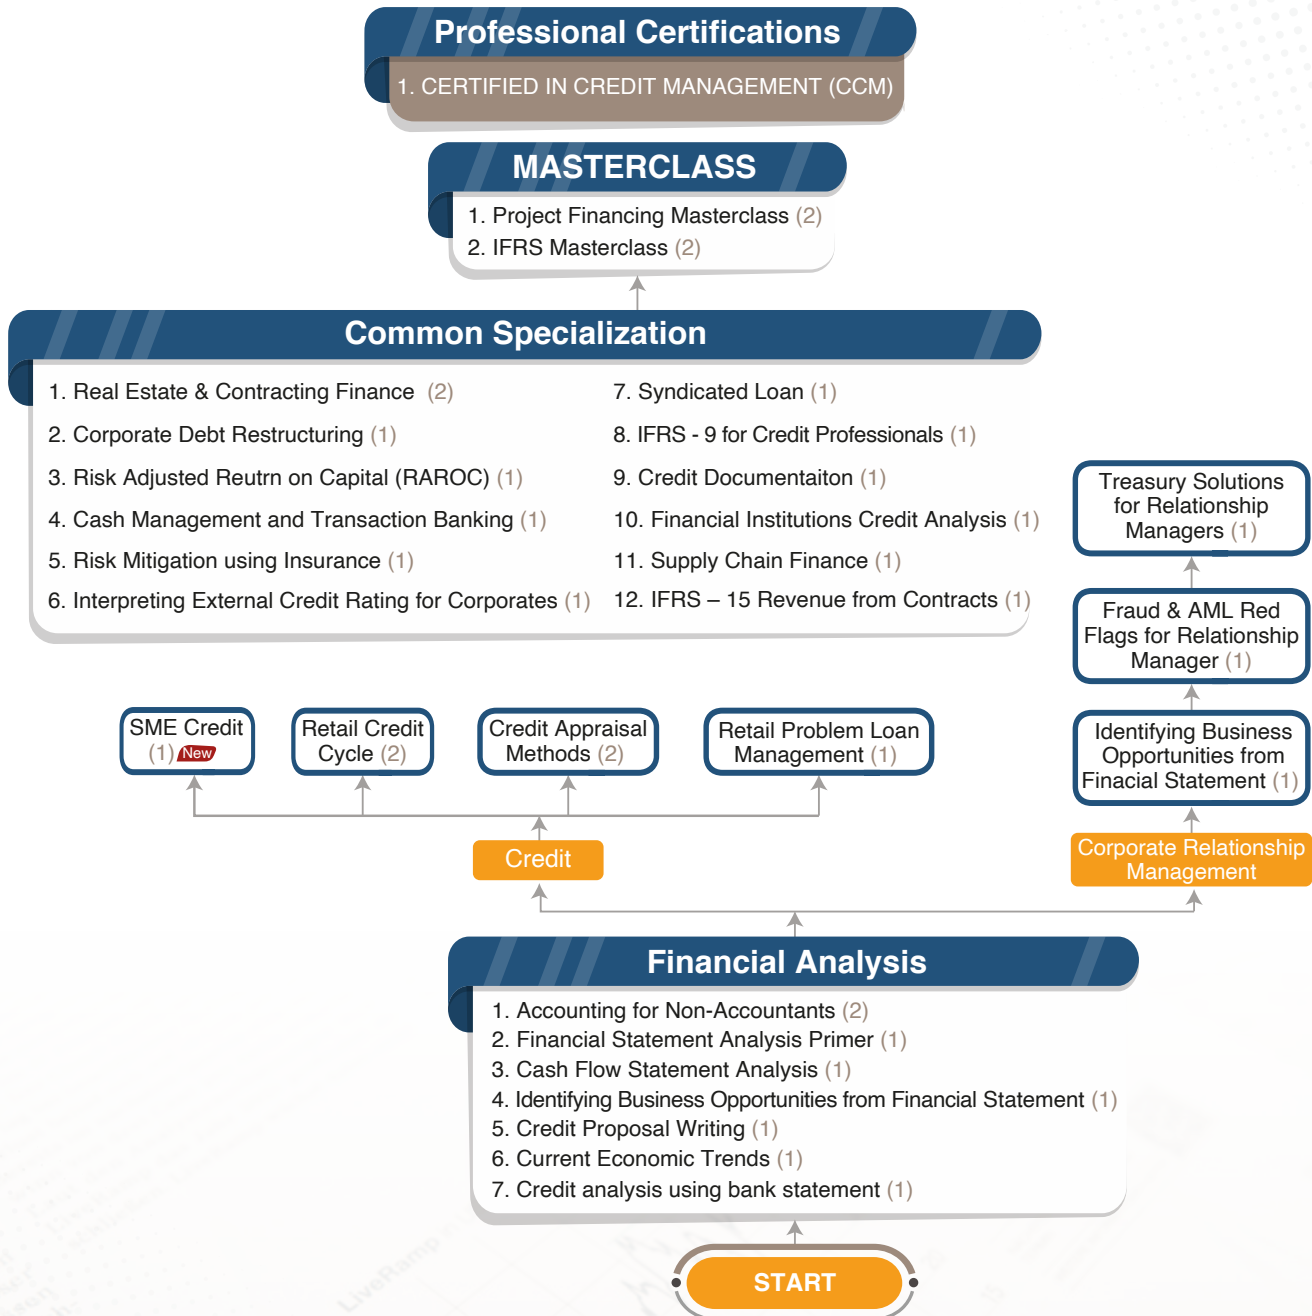 Professional Certifications
1. CERTIFIED IN CREDIT MANAGEMENT (CCM)
MASTERCLASS
1. Project Financing Masterclass (2)
2. IFRS Masterclass (2)
Common Specialization
1. Real Estate & Contracting Finance (2)
2. Corporate Debt Restructuring (1)
3. Risk Adjusted Reutrn on Capital (RAROC) (1)
4. Cash Management and Transaction Banking (1)
5. Risk Mitigation using Insurance (1)
6. Interpreting External Credit Rating for Corporates (1)
7. Syndicated Loan (1)
8. IFRS - 9 for Credit Professionals (1)
9. Credit Documentaiton (1)
10. Financial Institutions Credit Analysis (1)
11. Supply Chain Finance (1)
12. IFRS – 15 Revenue from Contracts (1)
Treasury Solutions
for Relationship
Managers (1)
Fraud & AML Red
Flags for Relationship
Manager (1)
Identifying Business
Opportunities from
Finacial Statement (1)
Corporate Relationship
Management
SME Credit
(1) New
Retail Credit
Cycle (2)
Credit Appraisal
Methods (2)
Retail Problem Loan
Management (1)
Credit
Financial Analysis
1. Accounting for Non-Accountants (2)
2. Financial Statement Analysis Primer (1)
3. Cash Flow Statement Analysis (1)
4. Identifying Business Opportunities from Financial Statement (1)
5. Credit Proposal Writing (1)
6. Current Economic Trends (1)
7. Credit analysis using bank statement (1)
START
LiveRamp